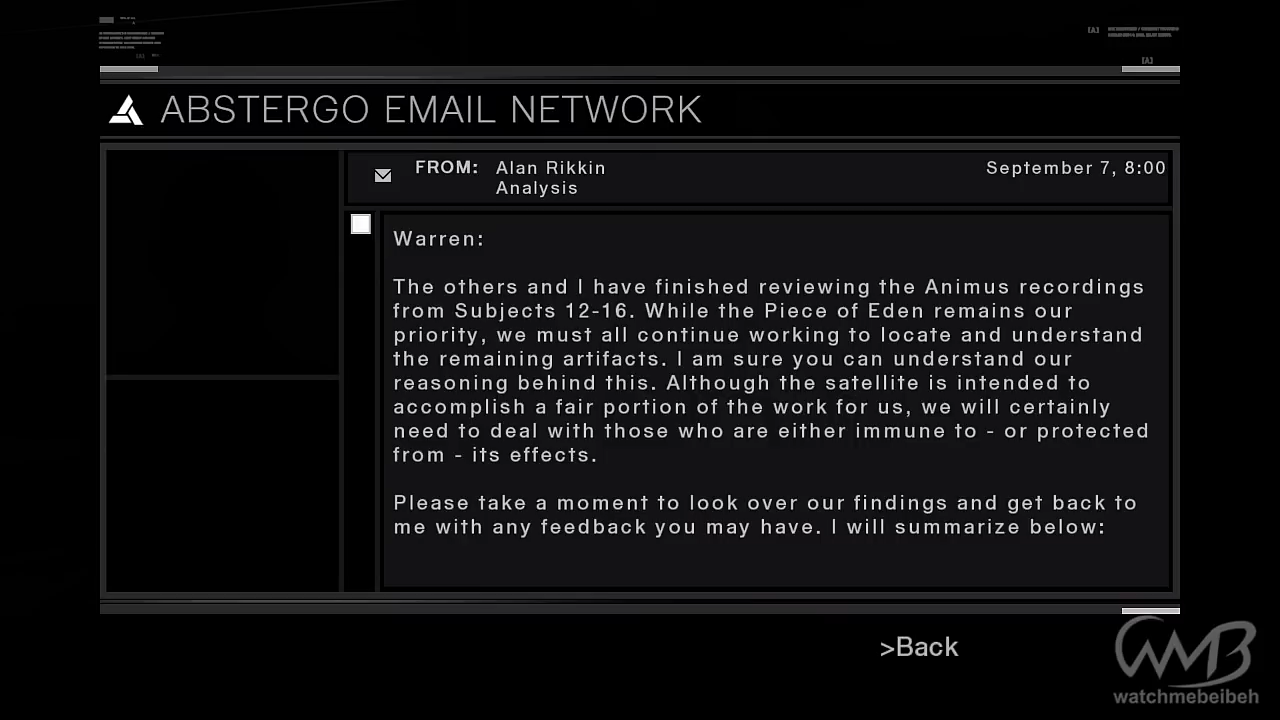 ABSTERGO EMAIL NETWORK
FROM: Alan Rikkin
Analysis
September 7, 8:00
Warren:
The others and I have finished reviewing the Animus recordings
from Subjects 12-16. While the Piece of Eden remains our
priority, we must all continue working to locate and understand
the remaining artifacts. I am sure you can understand our
reasoning behind this. Although the satellite is intended to
accomplish a fair portion of the work for us, we will certainly
need to deal with those who are either immune to - or protected
from - its effects.
Please take a moment to look over our findings and get back to
me with any feedback you may have. I will summarize below:
>Back
WMB
watchmebeibeh